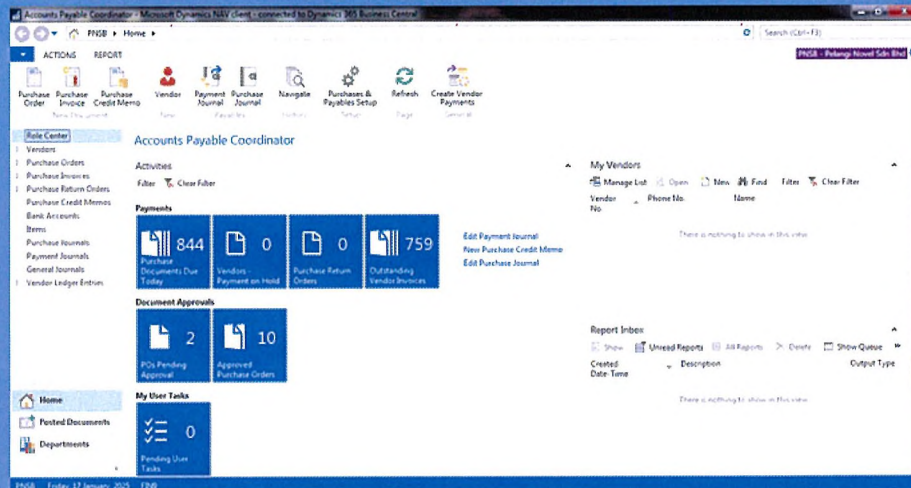 Accounts Payable Coordinator - Microsoft Dynamics NAV client - connected to Dynamics 365 Business Central
PNSB ▸ Home ▸
Search (Ctrl+F3)
ACTIONS REPORT
PNSB - Pelangi Novel Sdn Bhd
Purchase Order
Purchase Invoice
Purchase Credit Memo
Vendor
Payment Journal
Purchase Journal
Navigate
Purchases & Payables Setup
Refresh
Create Vendor Payments
New Document
New
Payables
Setup
Page
General
Role Center
Vendors
Purchase Orders
Purchase Invoices
Purchase Return Orders
Purchase Credit Memos
Bank Accounts
Items
Purchase Journals
Payment Journals
General Journals
Vendor Ledger Entries
Home
Posted Documents
Departments
Accounts Payable Coordinator
Activities
Filter Clear Filter
Payments
844
Purchase Documents Due Today
0
Vendors - Payment on Hold
0
Purchase Return Orders
759
Outstanding Vendor Invoices
Edit Payment Journal
New Purchase Credit Memo
Edit Purchase Journal
Document Approvals
2
POs Pending Approval
10
Approved Purchase Orders
My User Tasks
0
Pending User Tasks
My Vendors
Manage List Open New Find Filter Clear Filter
Vendor No. Phone No. Name
There is nothing to show in this view
Report Inbox
Show Unread Reports All Reports Delete Show Queue
Created Date-Time Description Output Type
There is nothing to show in this view
PNSB Friday, 17 January, 2025